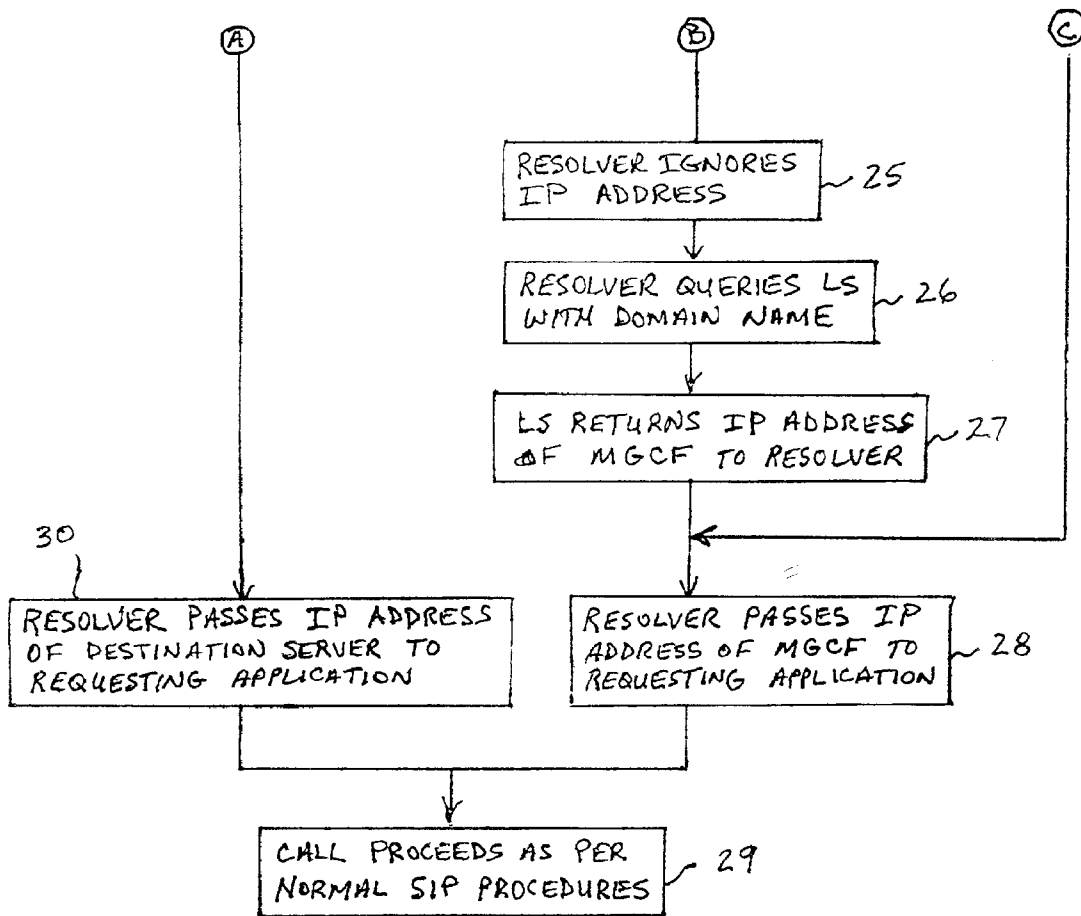 A
B
C
RESOLVER IGNORES
IP ADDRESS
25
RESOLVER QUERIES LS
WITH DOMAIN NAME
26
LS RETURNS IP ADDRESS
OF MGCF TO RESOLVER
27
30
RESOLVER PASSES IP ADDRESS
OF DESTINATION SERVER TO
REQUESTING APPLICATION
RESOLVER PASSES IP
ADDRESS OF MGCF TO
REQUESTING APPLICATION
28
CALL PROCEEDS AS PER
NORMAL SIP PROCEDURES
29